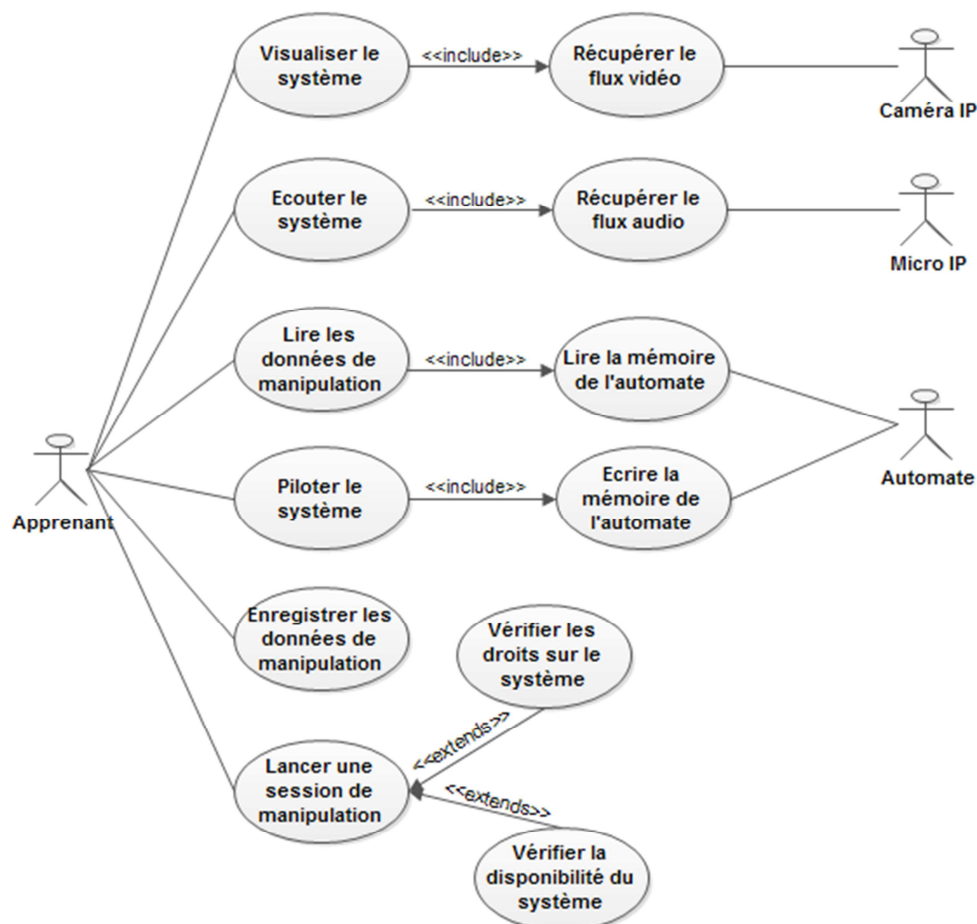 Visualiser le
système
<<include>>
Récupérer le
flux vidéo
Caméra IP
Ecouter le
système
<<include>>
Récupérer le
flux audio
Micro IP
Lire les
données de
manipulation
<<include>>
Lire la mémoire
de l'automate
Automate
Apprenant
Piloter le
système
<<include>>
Ecrire la
mémoire de
l'automate
Enregistrer les
données de
manipulation
Vérifier les
droits sur le
système
<<extends>>
Lancer une
session de
manipulation
<<extends>>
Vérifier la
disponibilité du
système